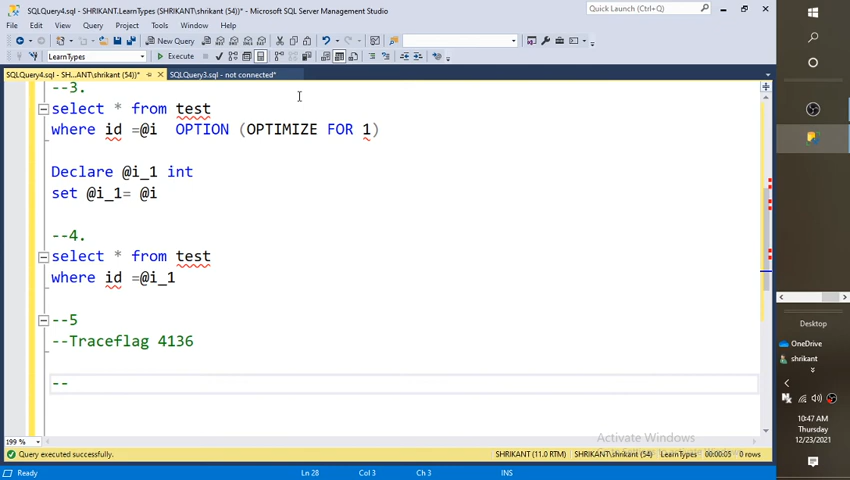 SQLQuery4.sql - SHRIKANT.LearnTypes (SHRIKANT\shrikant (54))* - Microsoft SQL Server Management Studio
Quick Launch (Ctrl+Q)
File Edit View Query Project Tools Window Help
New Query
LearnTypes Execute
SQLQuery4.sql - SH...ANT\shrikant (54))* SQLQuery3.sql - not connected*
--3.
select * from test
where id =@i OPTION (OPTIMIZE FOR 1)
Declare @i_1 int
set @i_1= @i
--4.
select * from test
where id =@i_1
--5
--Traceflag 4136
--
199 %
Activate Windows
Query executed successfully. SHRIKANT (11.0 RTM) SHRIKANT\shrikant (54) LearnTypes 00:00:05 0 rows
Ready Ln 28 Col 3 Ch 3 INS
Desktop
OneDrive
shrikant
10:47 AM
Thursday
12/23/2021